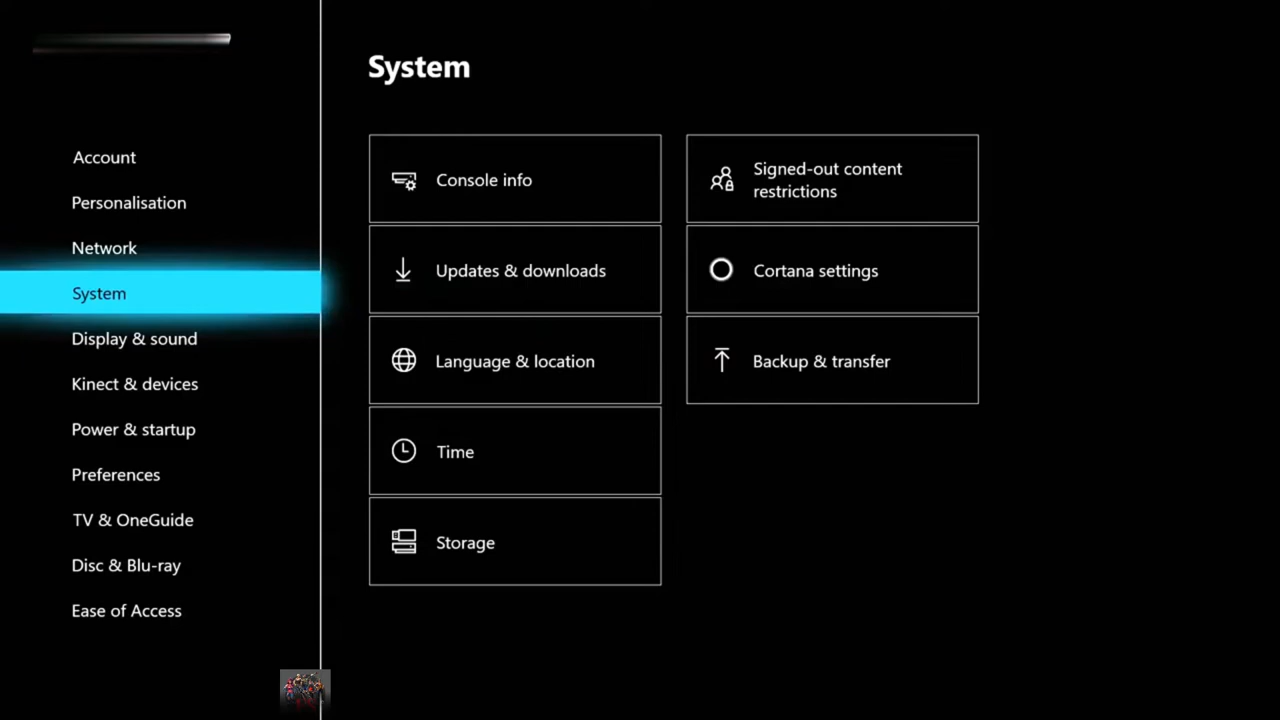 System
Account
Personalisation
Network
System
Display & sound
Kinect & devices
Power & startup
Preferences
TV & OneGuide
Disc & Blu-ray
Ease of Access
Console info
Updates & downloads
Language & location
Time
Storage
Signed-out content
restrictions
Cortana settings
Backup & transfer